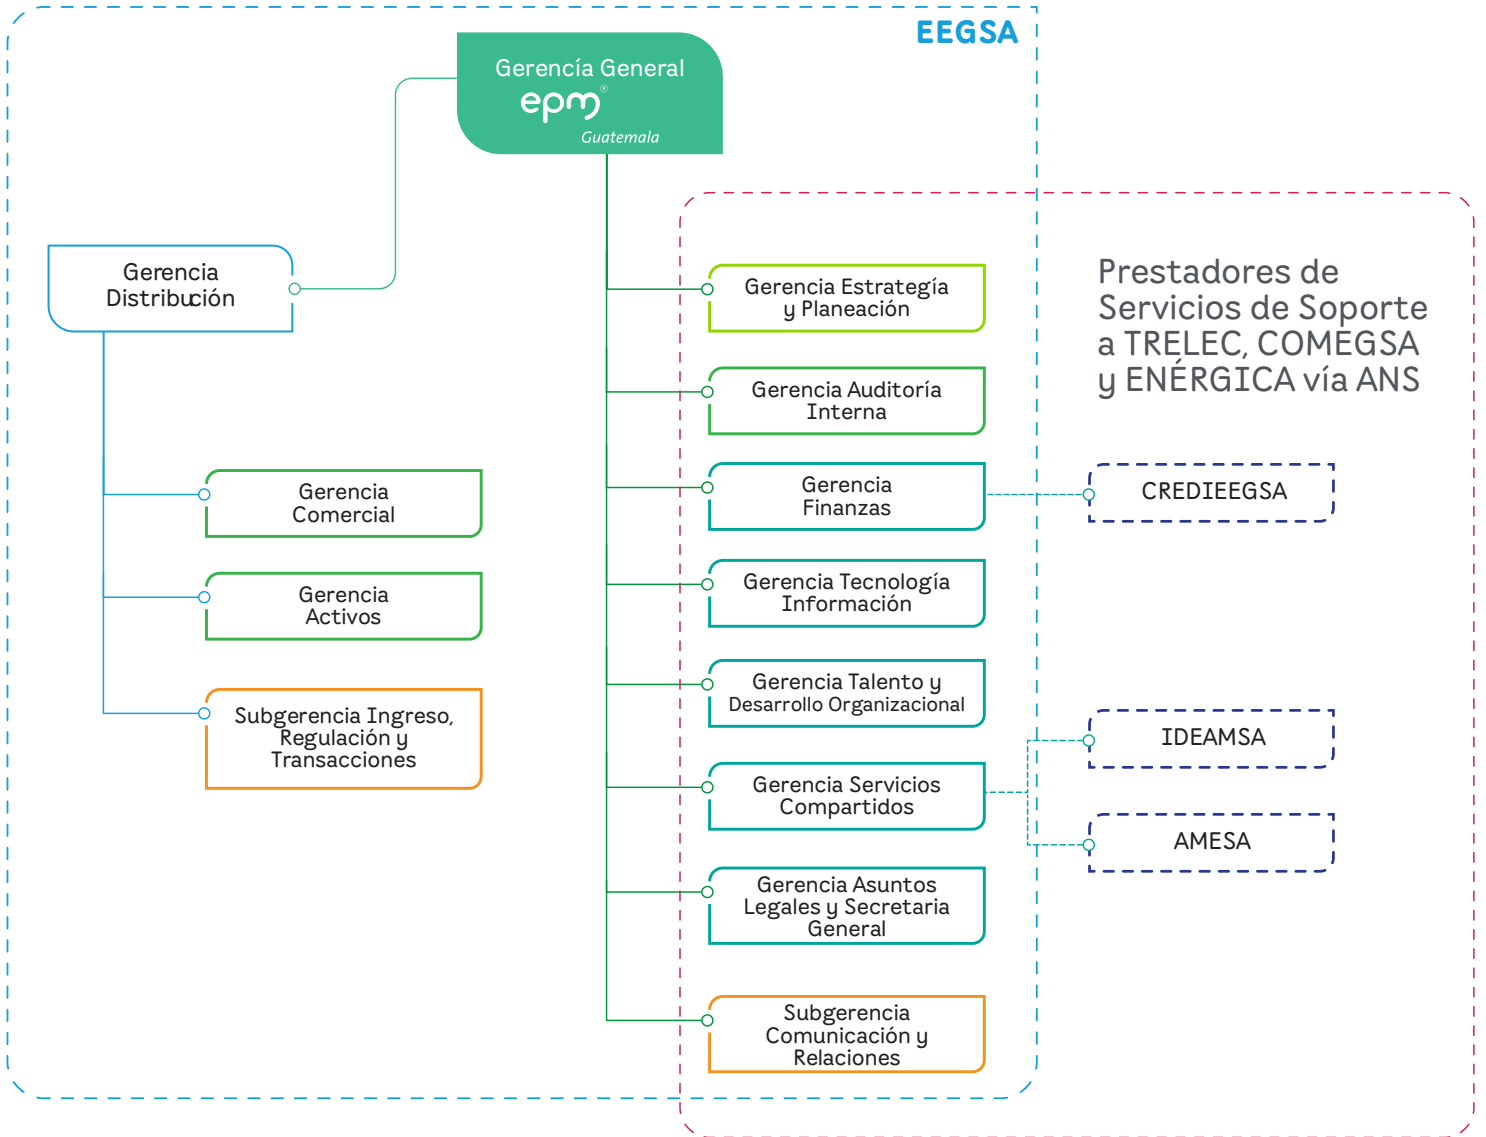 EEGSA
Gerencía General
epm®
Guatemala
Gerencia
Distribución
Gerencia
Comercial
Gerencia
Activos
Subgerencia Ingreso,
Regulación y
Transacciones
Gerencia Estrategía
y Planeación
Gerencia Auditoría
Interna
Gerencia
Finanzas
Gerencia Tecnología
Información
Gerencia Talento y
Desarrollo Organizacional
Gerencia Servicios
Compartidos
Gerencia Asuntos
Legales y Secretaria
General
Subgerencia
Comunicación y
Relaciones
Prestadores de
Servicios de Soporte
a TRELEC, COMEGSA
y ENÉRGICA vía ANS
CREDIEEGSA
IDEAMSA
AMESA